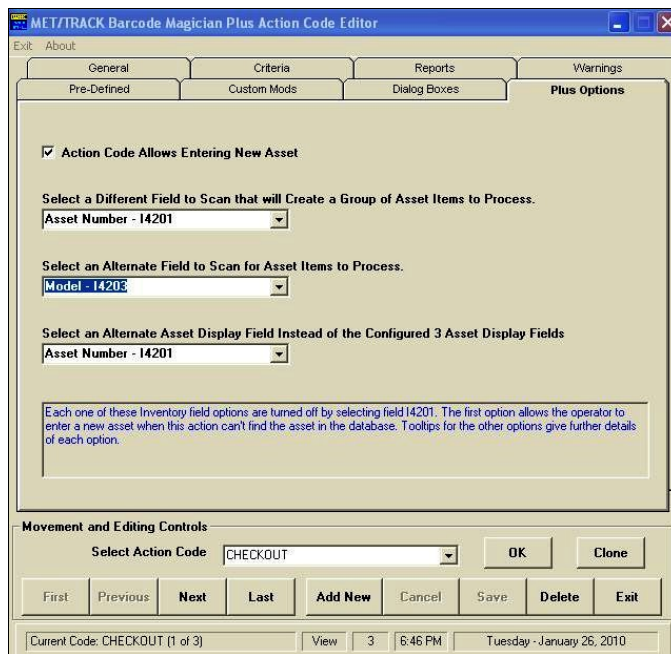 MET/TRACK Barcode Magician Plus Action Code Editor
Exit About
General Criteria Reports Warnings
Pre-Defined Custom Mods Dialog Boxes Plus Options
Action Code Allows Entering New Asset
Select a Different Field to Scan that will Create a Group of Asset Items to Process.
Asset Number - I4201
Select an Alternate Field to Scan for Asset Items to Process.
Model - I4203
Select an Alternate Asset Display Field Instead of the Configured 3 Asset Display Fields
Asset Number - I4201
Each one of these Inventory field options are turned off by selecting field I4201. The first option allows the operator to
enter a new asset when this action can't find the asset in the database. Tooltips for the other options give further details
of each option.
Movement and Editing Controls
Select Action Code CHECKOUT OK Clone
First Previous Next Last Add New Cancel Save Delete Exit
Current Code: CHECKOUT (1 of 3) View 3 6:46 PM Tuesday - January 26, 2010